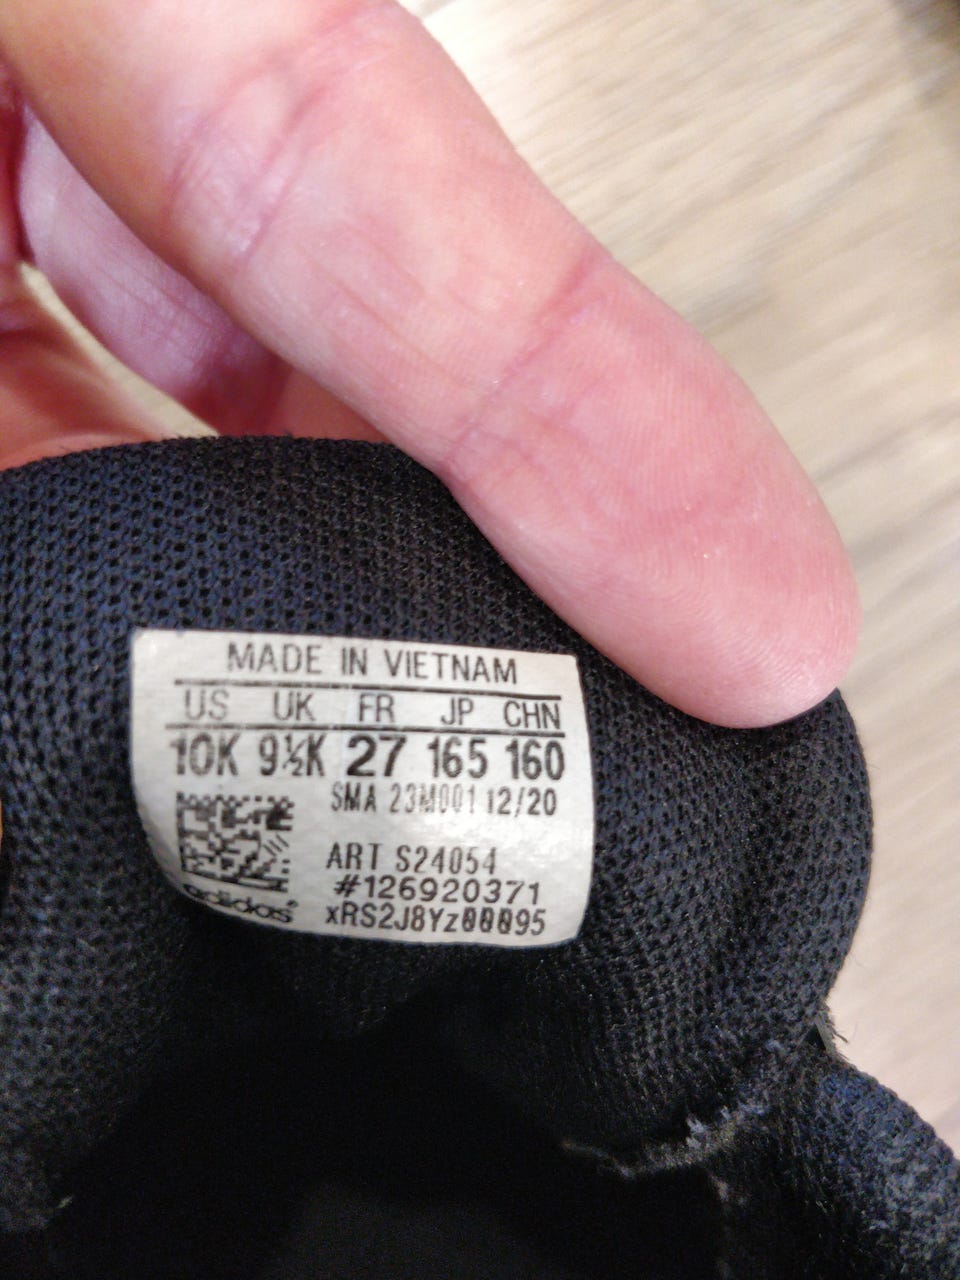 MADE IN VIETNAM
US UK FR JP CHN
10K 9½K 27 165 160
SMA 23M001 12/20
ART S24054
#126920371
xRS2J8Yz00095
adidas